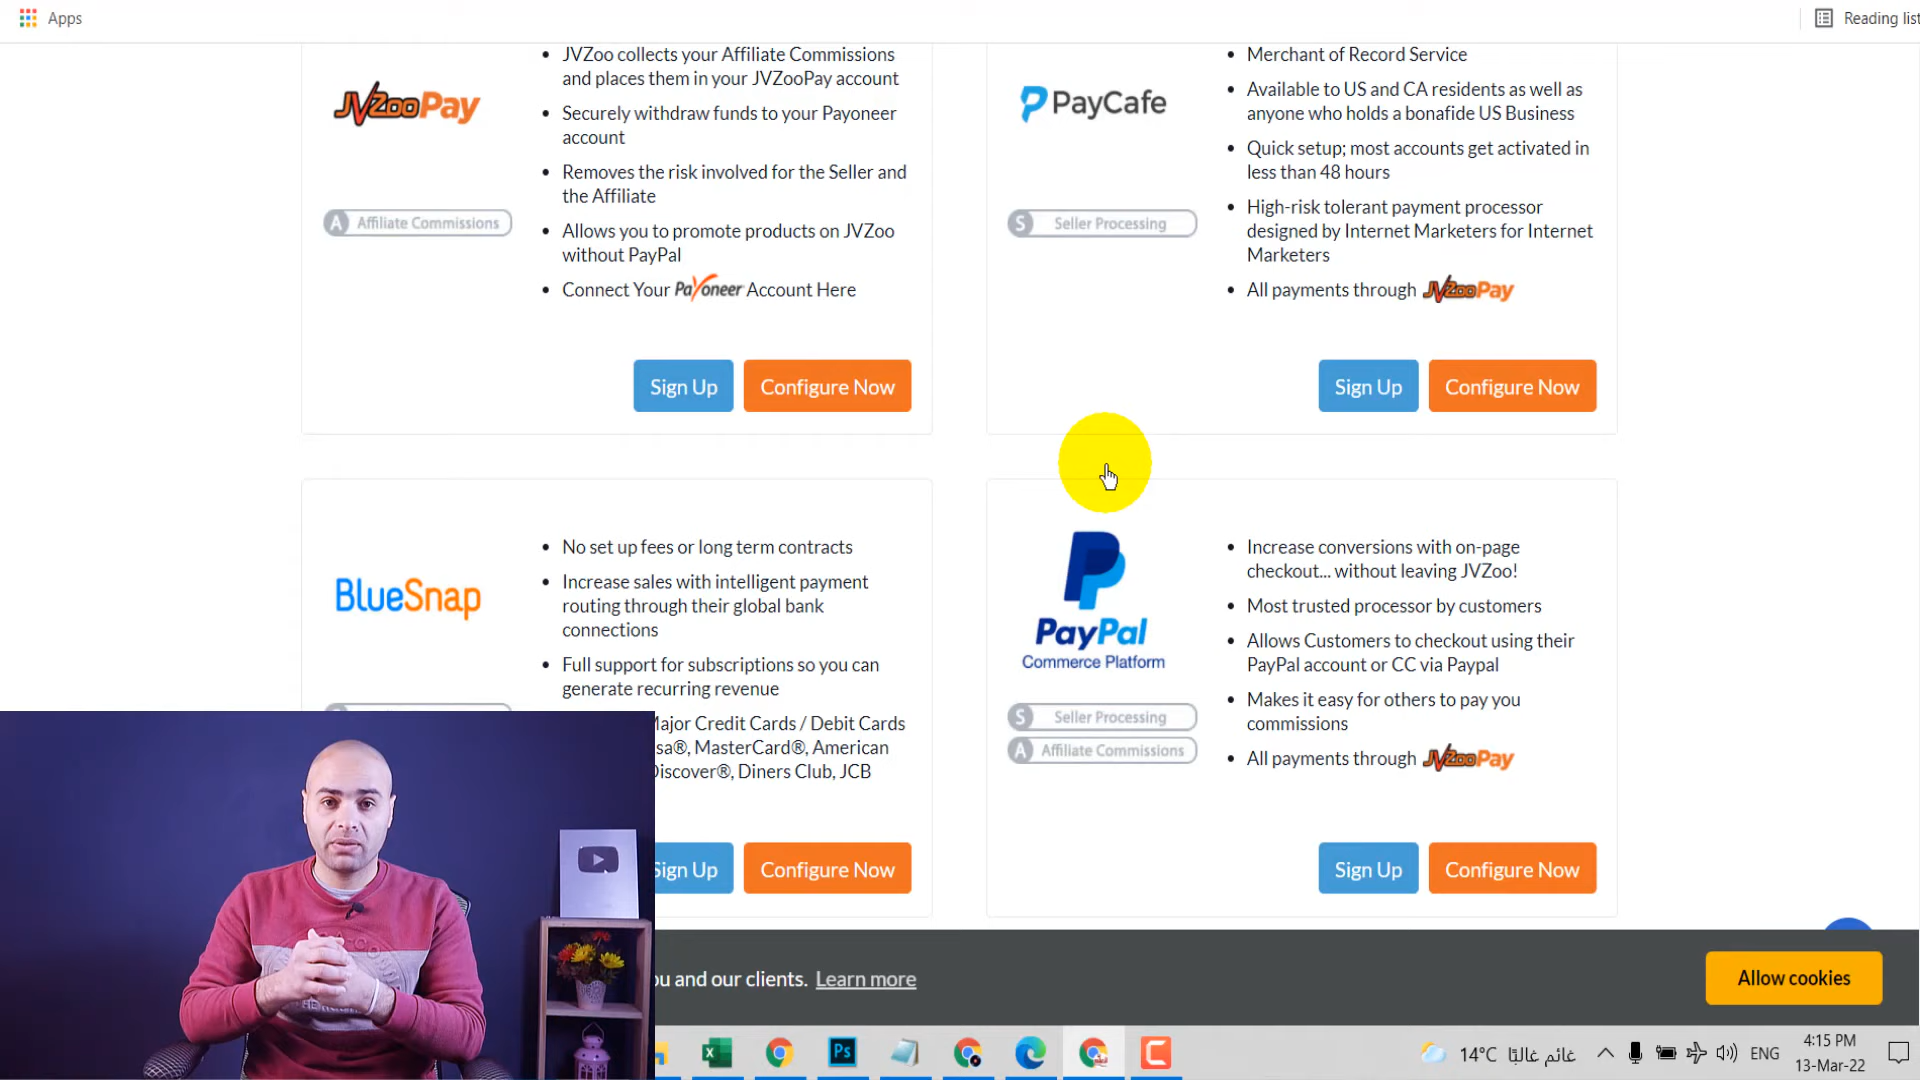 Apps
Reading list
JVZooPay
Affiliate Commissions
JVZoo collects your Affiliate Commissions
and places them in your JVZooPay account
Securely withdraw funds to your Payoneer
account
Removes the risk involved for the Seller and
the Affiliate
Allows you to promote products on JVZoo
without PayPal
Connect Your Payoneer Account Here
Sign Up
Configure Now
PayCafe
Seller Processing
Merchant of Record Service
Available to US and CA residents as well as
anyone who holds a bonafide US Business
Quick setup; most accounts get activated in
less than 48 hours
High-risk tolerant payment processor
designed by Internet Marketers for Internet
Marketers
All payments through JVZooPay
Sign Up
Configure Now
BlueSnap
No set up fees or long term contracts
Increase sales with intelligent payment
routing through their global bank
connections
Full support for subscriptions so you can
generate recurring revenue
Major Credit Cards / Debit Cards
MasterCard®, American
Discover®, Diners Club, JCB
Sign Up
Configure Now
PayPal
Commerce Platform
Seller Processing
Affiliate Commissions
Increase conversions with on-page
checkout... without leaving JVZoo!
Most trusted processor by customers
Allows Customers to checkout using their
PayPal account or CC via Paypal
Makes it easy for others to pay you
commissions
All payments through JVZooPay
Sign Up
Configure Now
and our clients. Learn more
Allow cookies
Ps
14°C غائم غالبًا
ENG
4:15 PM
13-Mar-22